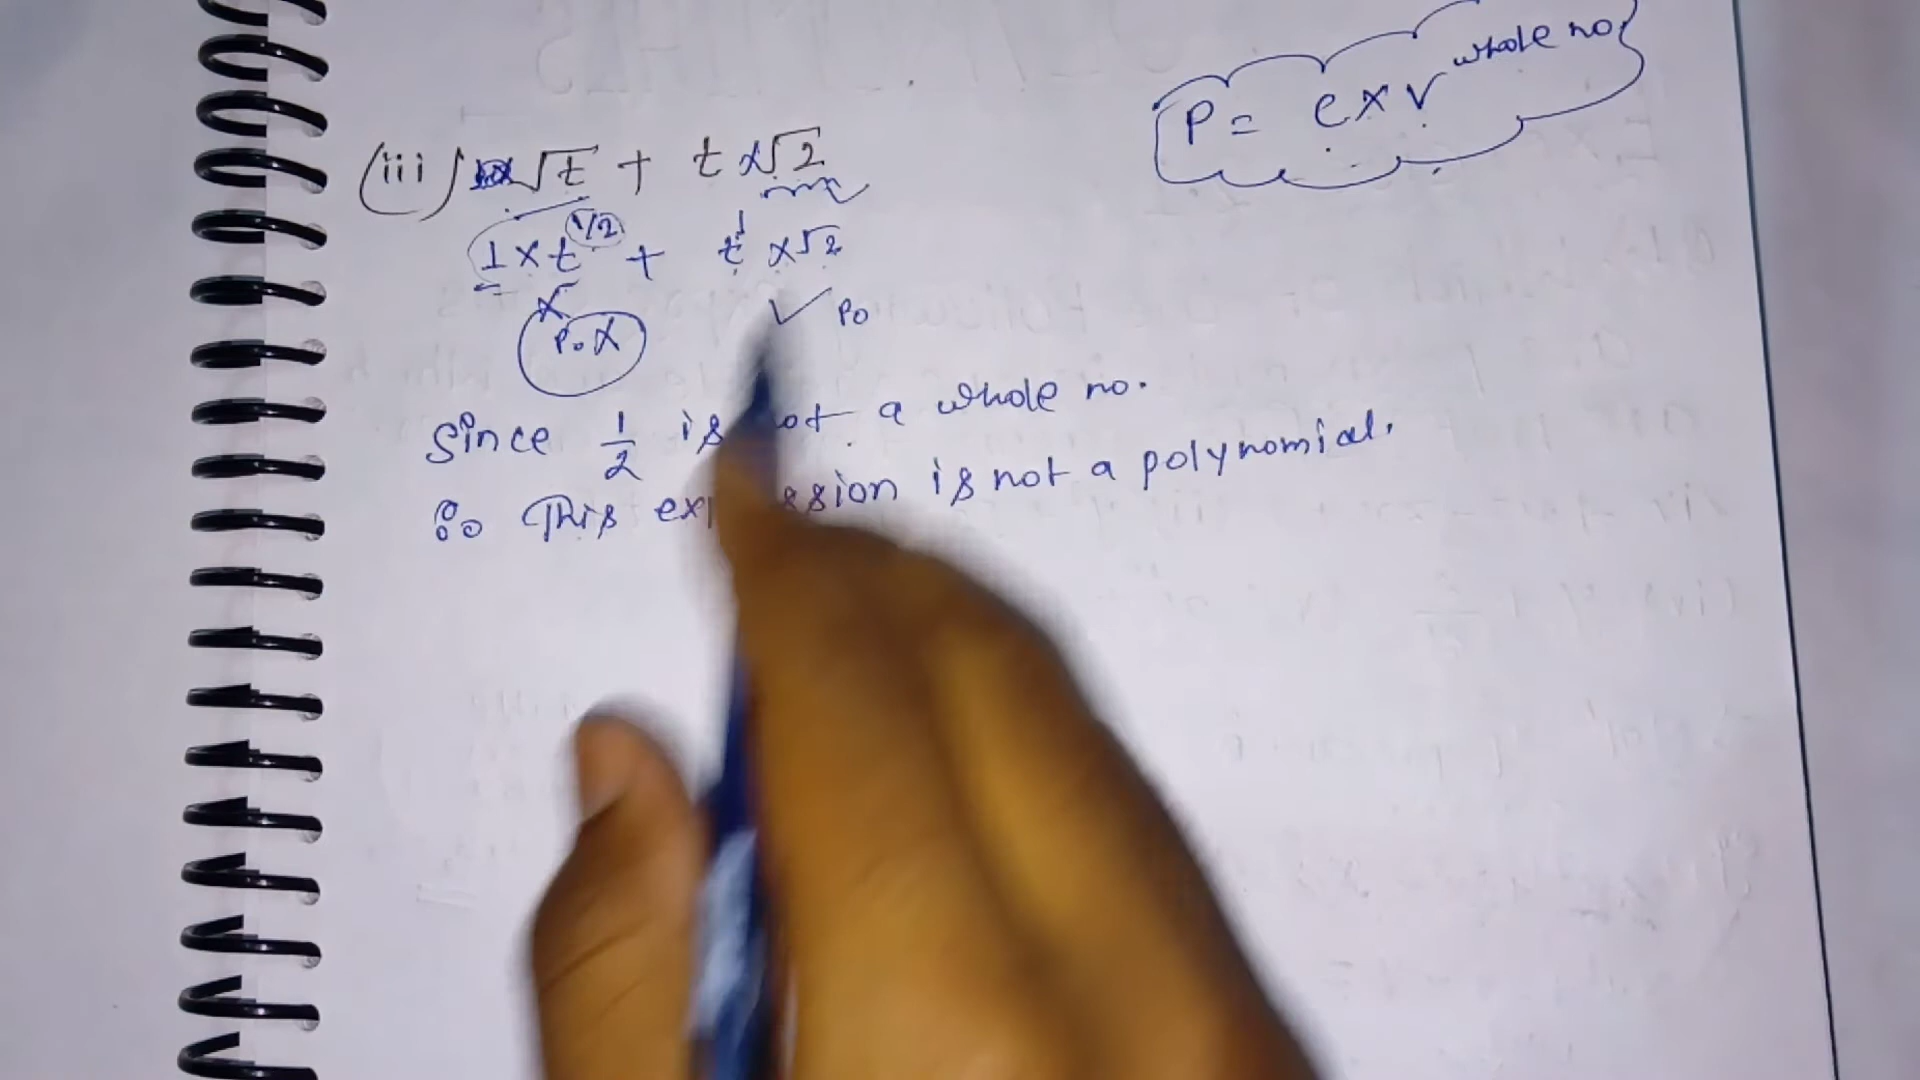 P = c x v^whole no
(iii) √t + t x√2
1 x t^1/2 + t^1 x√2
x ✓ Po
P.X
Since 1/2 is not a whole no.
∴ This expression is not a polynomial.